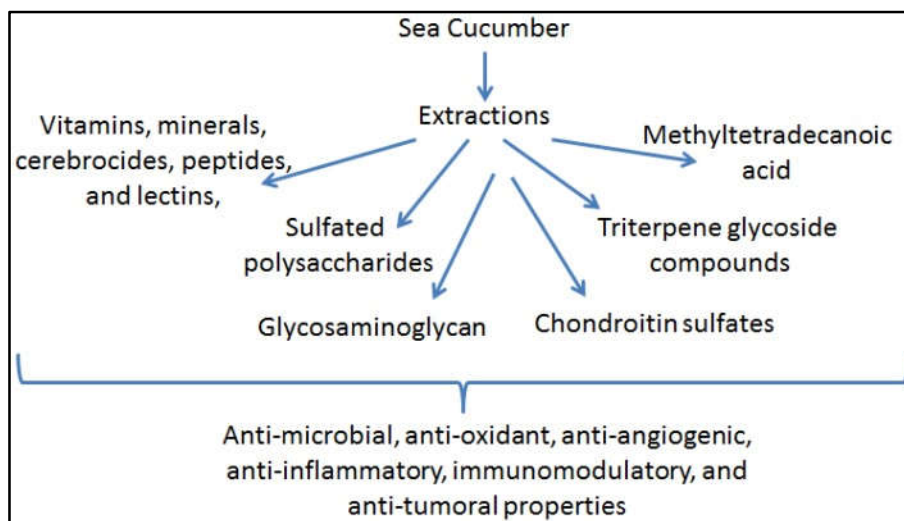 Sea Cucumber
Extractions
Vitamins, minerals,
cerebrocides, peptides,
and lectins,
Methyltetradecanoic
acid
Sulfated
polysaccharides
Triterpene glycoside
compounds
Glycosaminoglycan
Chondroitin sulfates
Anti-microbial, anti-oxidant, anti-angiogenic,
anti-inflammatory, immunomodulatory, and
anti-tumoral properties